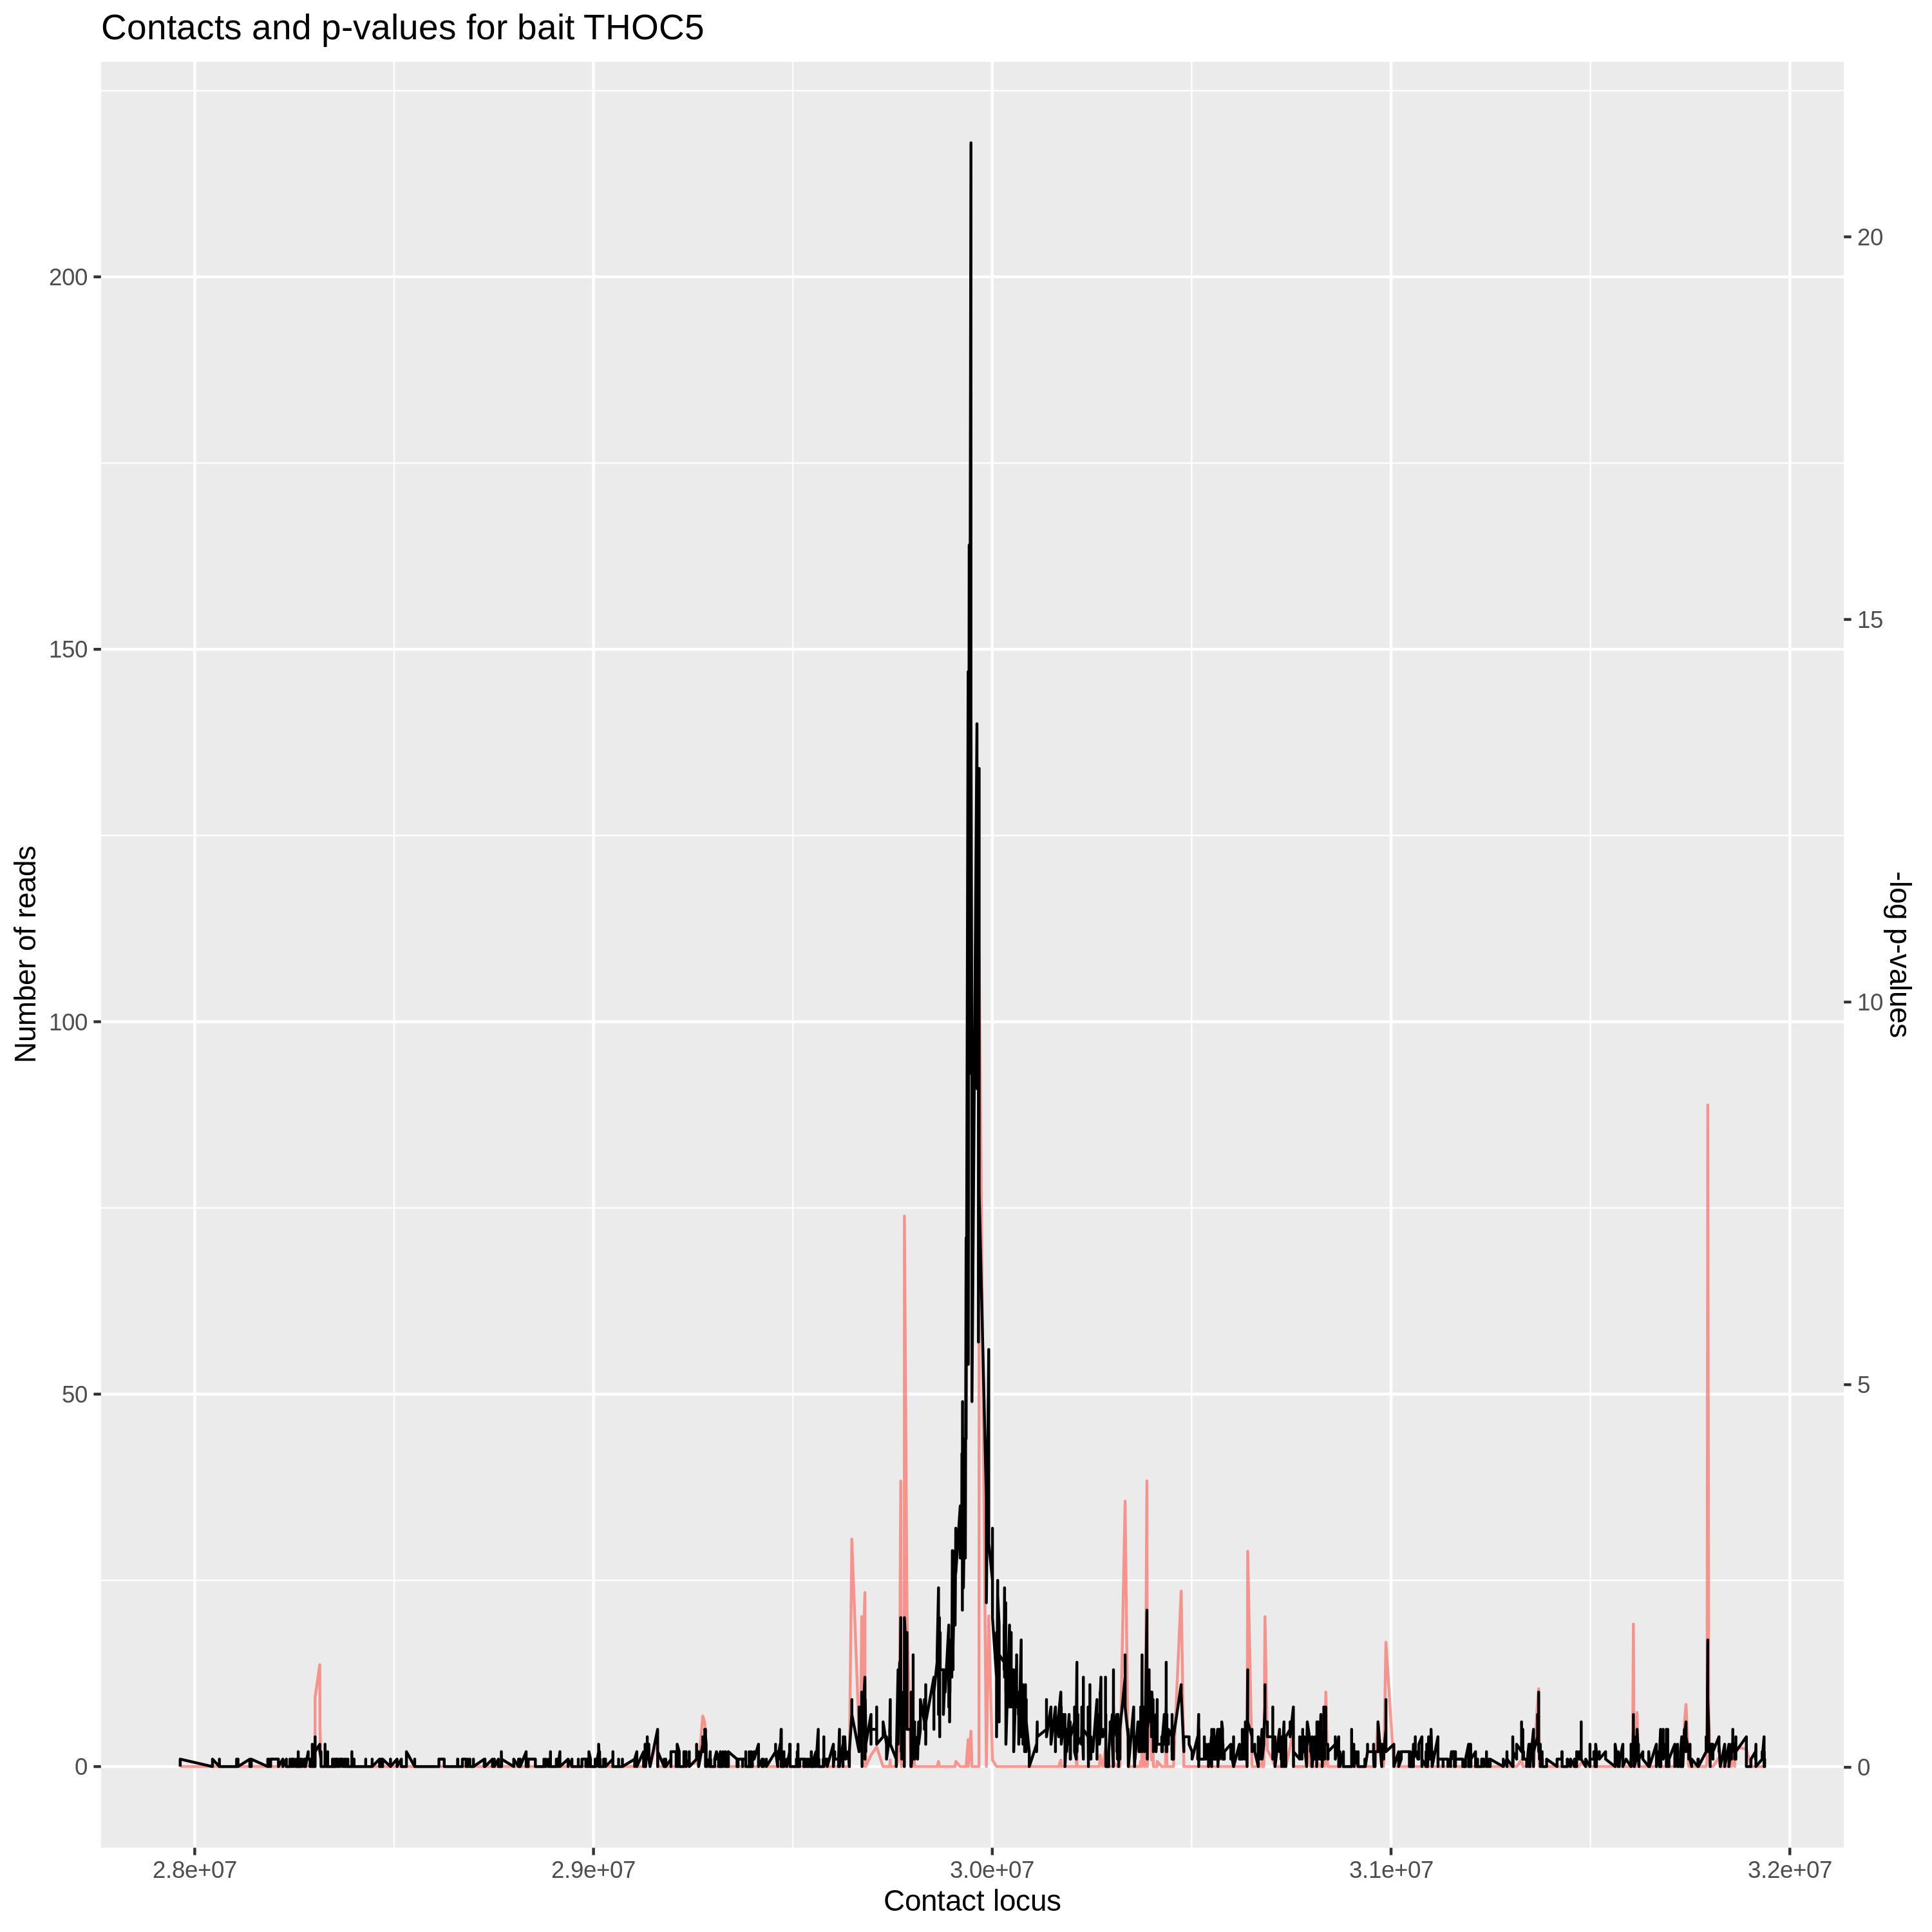 Contacts and p-values for bait THOC5
200
150
100
50
0
Number of reads
20
15
10
5
0
-log p-values
2.8e+07 2.9e+07 3.0e+07 3.1e+07 3.2e+07
Contact locus